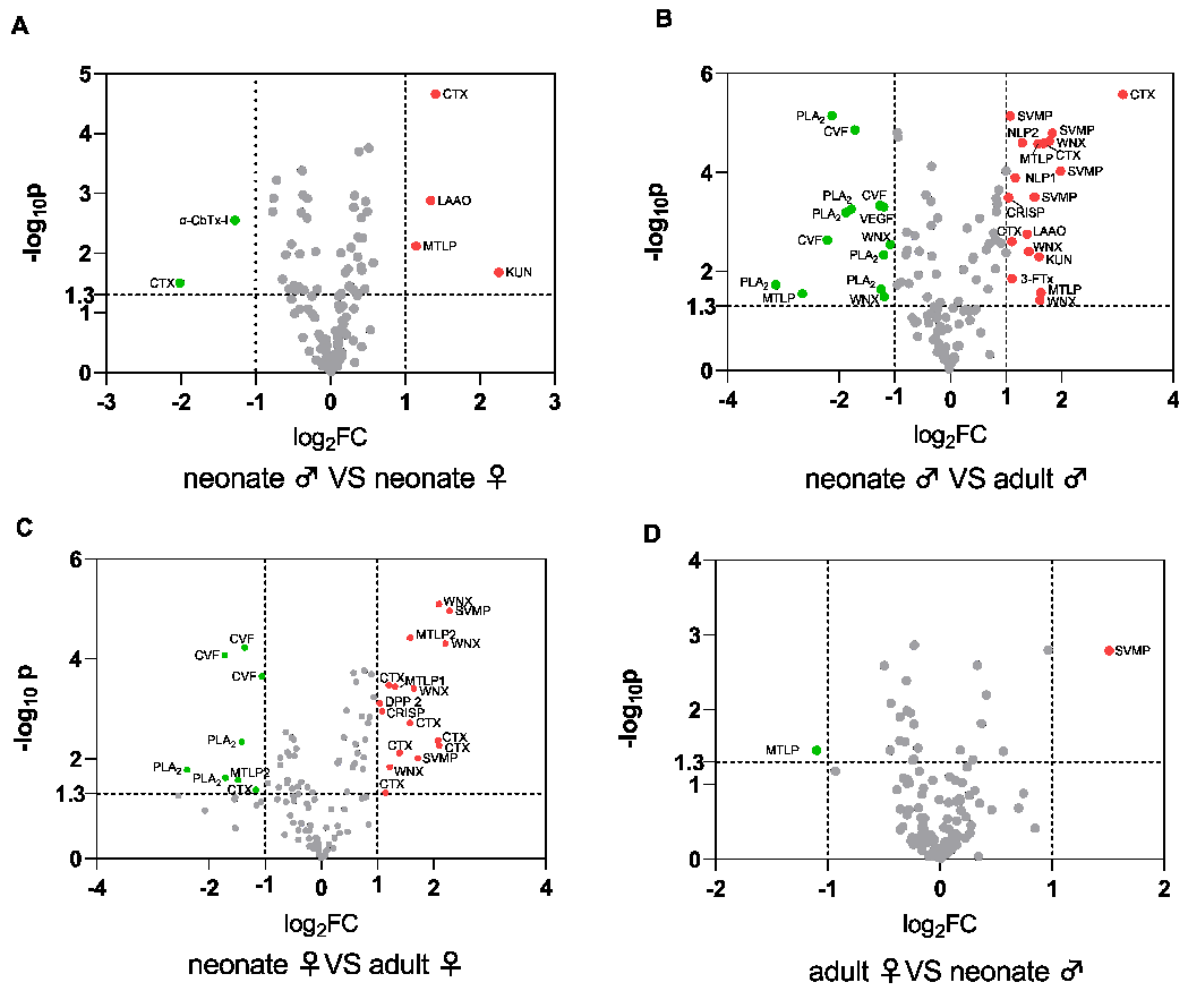 A
5
4
3
2
1.3
1
0
-log₁₀p
CTX
LAAO
MTLP
KUN
σ-CbTx-I
CTX
-3 -2 -1 0 1 2 3
log₂FC
neonate ♂ VS neonate ♀
B
6
4
2
1.3
0
-log₁₀p
CTX
PLA₂
SVMP
CVF
NLP2
SVMP
WNX
MTLP
CTX
SVMP
NLP1
PLA₂
CVF
SVMP
PLA₂
VEGF
CRISP
CVF
WNX
CTX
LAAO
WNX
PLA₂
KUN
PLA₂
PLA₂
3-FTx
MTLP
MTLP
WNX
WNX
-4 -2 -1 0 1 2 4
log₂FC
neonate ♂ VS adult ♂
C
6
4
2
1.3
0
-log₁₀ p
WNX
SVMP
CVF
MTLP2
WNX
CVF
CVF
CTX
MTLP1
WNX
DPP 2
CRISP
CTX
PLA₂
CTX
CTX
CTX
SVMP
PLA₂
WNX
PLA₂
MTLP2
CTX
CTX
-4 -2 -1 0 1 2 4
log₂FC
neonate ♀ VS adult ♀
D
4
3
2
1.3
1
0
-log₁₀p
SVMP
MTLP
-2 -1 0 1 2
log₂FC
adult ♀ VS neonate ♂